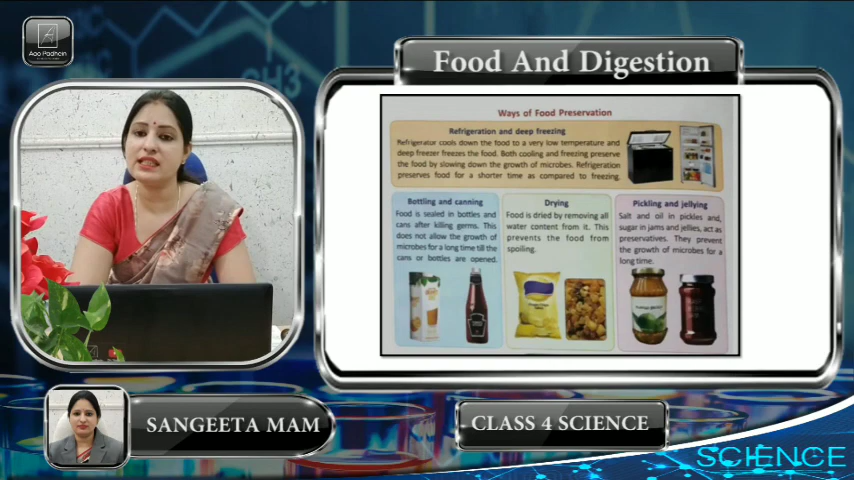 Aao Padhein
CH3
Food And Digestion
Ways of Food Preservation
Refrigeration and deep freezing
Refrigerator cools down the food to a very low temperature and
deep freezer freezes the food. Both cooling and freezing preserve
the food by slowing down the growth of microbes. Refrigeration
preserves food for a shorter time as compared to freezing.
Bottling and canning
Food is sealed in bottles and
cans after killing germs. This
does not allow the growth of
microbes for a long time till the
cans or bottles are opened.
Drying
Food is dried by removing all
water content from it. This
prevents the food from
spoiling.
Pickling and jellying
Salt and oil in pickles and,
sugar in jams and jellies, act as
preservatives. They prevent
the growth of microbes for a
long time.
SANGEETA MAM
CLASS 4 SCIENCE
SCIENCE